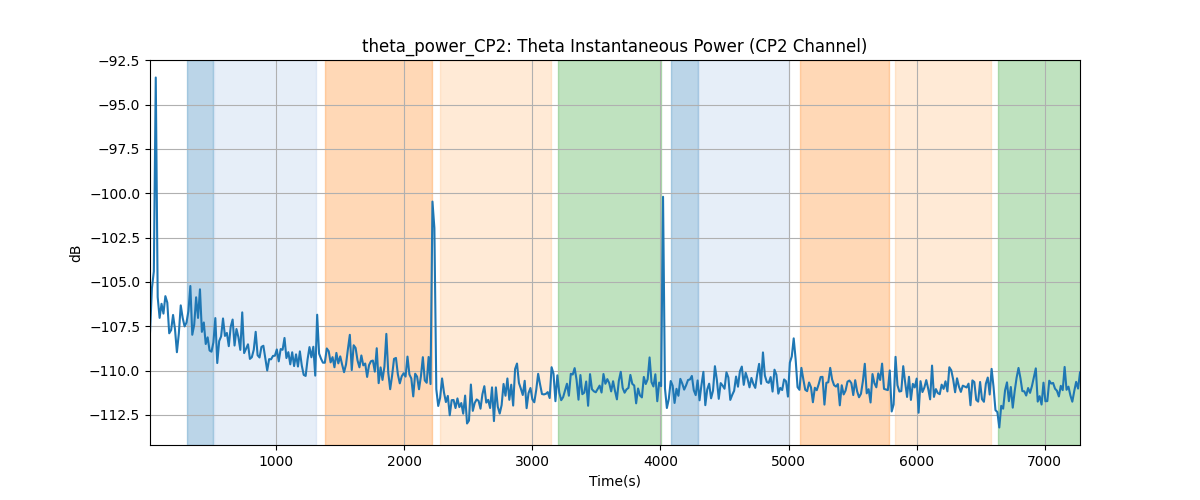 theta_power_CP2: Theta Instantaneous Power (CP2 Channel)
−92.5
−95.0
−97.5
−100.0
−102.5
−105.0
−107.5
−110.0
−112.5
dB
1000 2000 3000 4000 5000 6000 7000
Time(s)